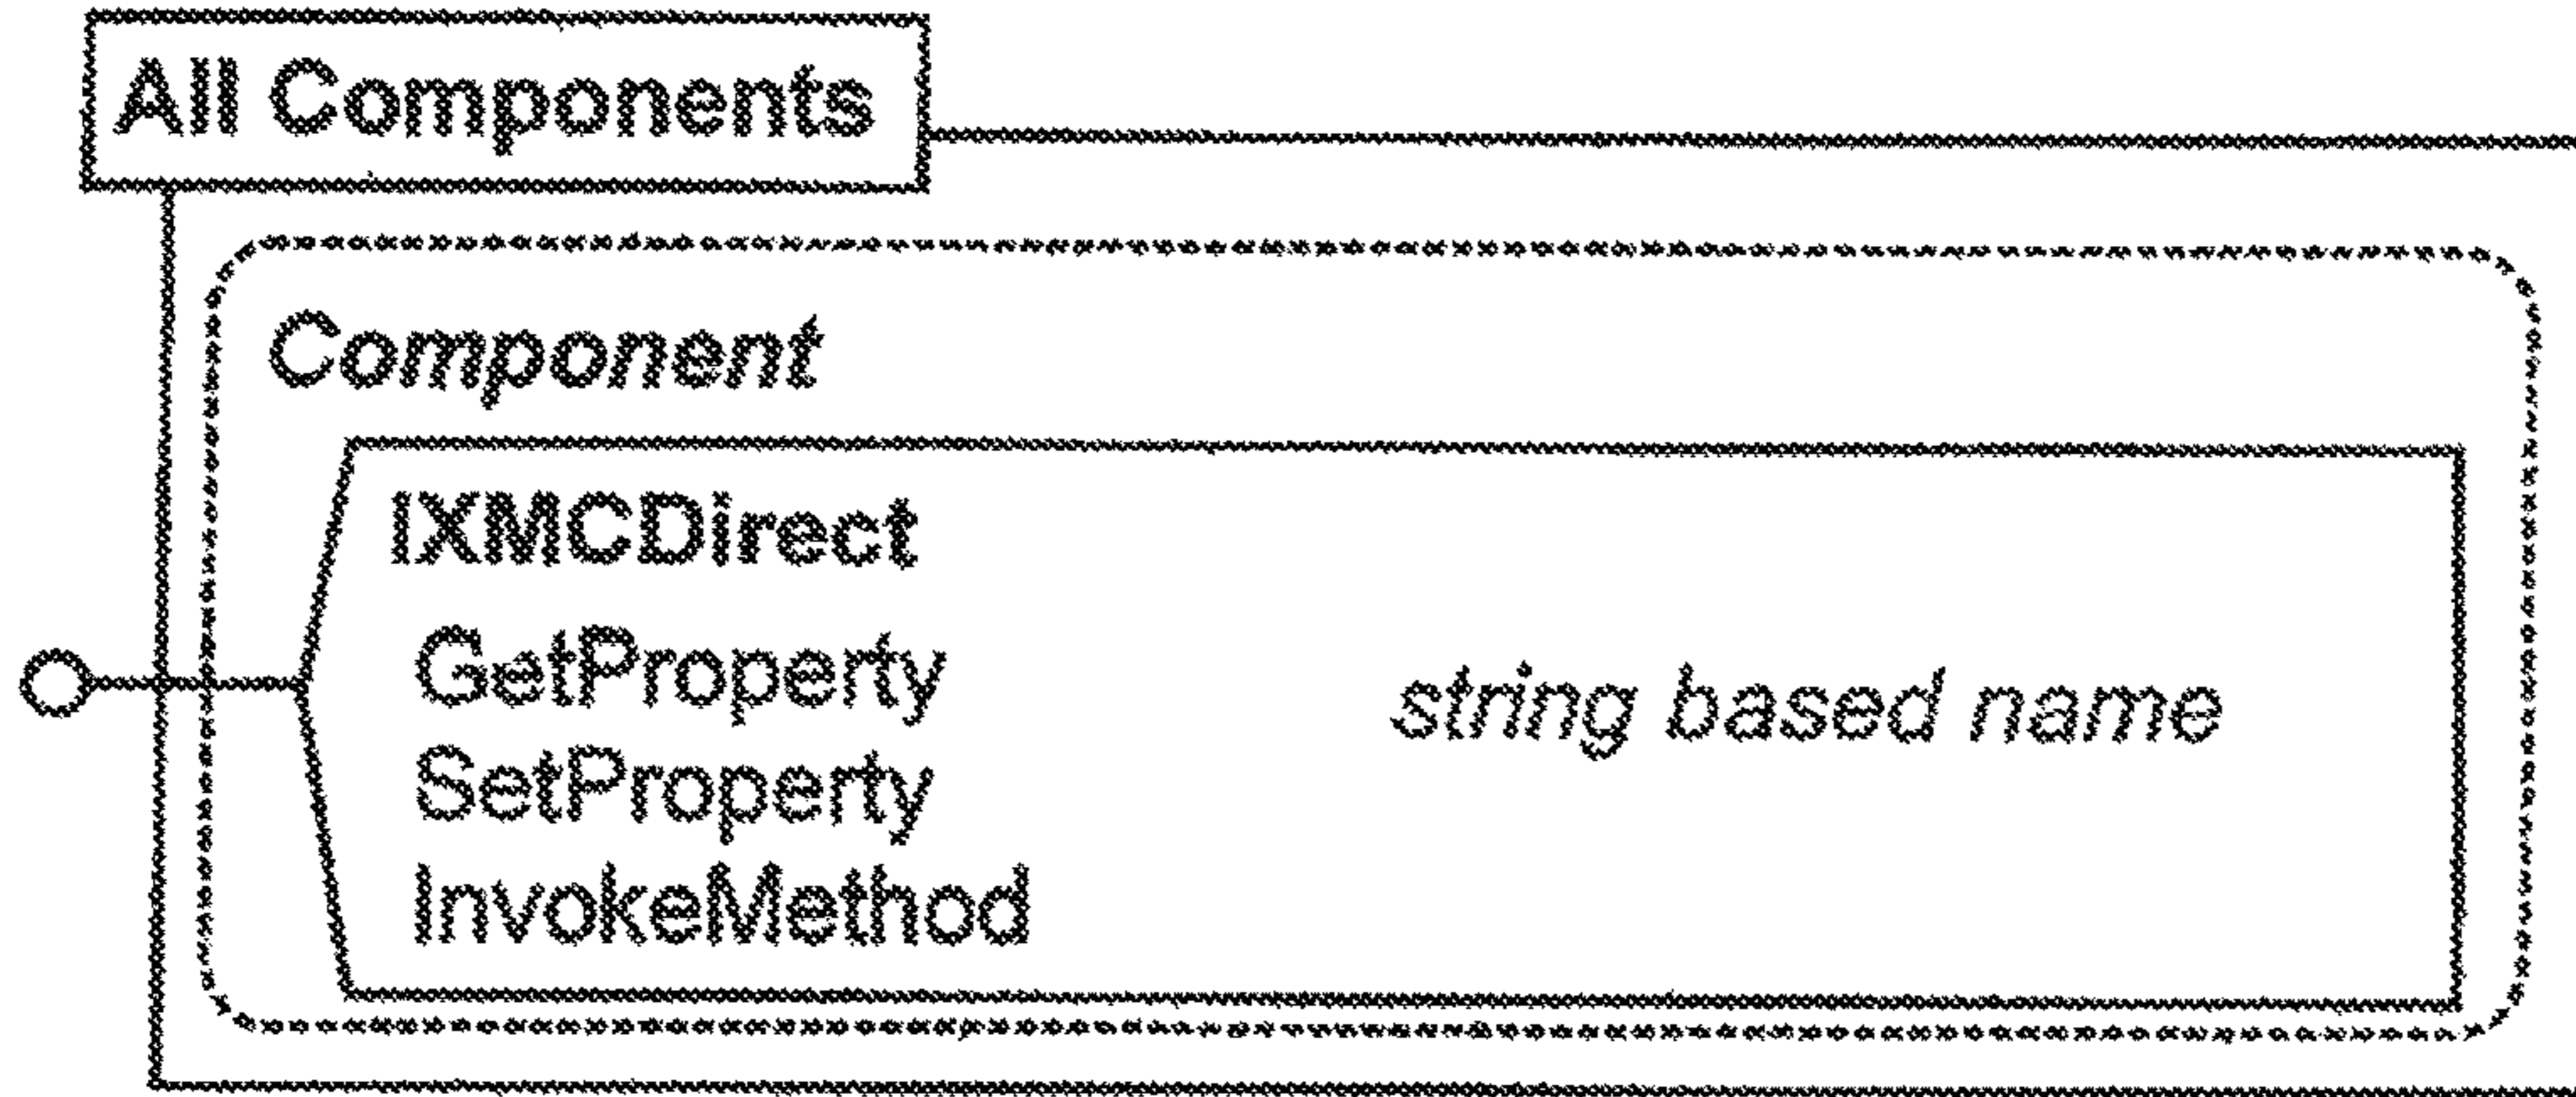 All Components
Component
IXMCDirect
GetProperty
string based name
SetProperty
InvokeMethod